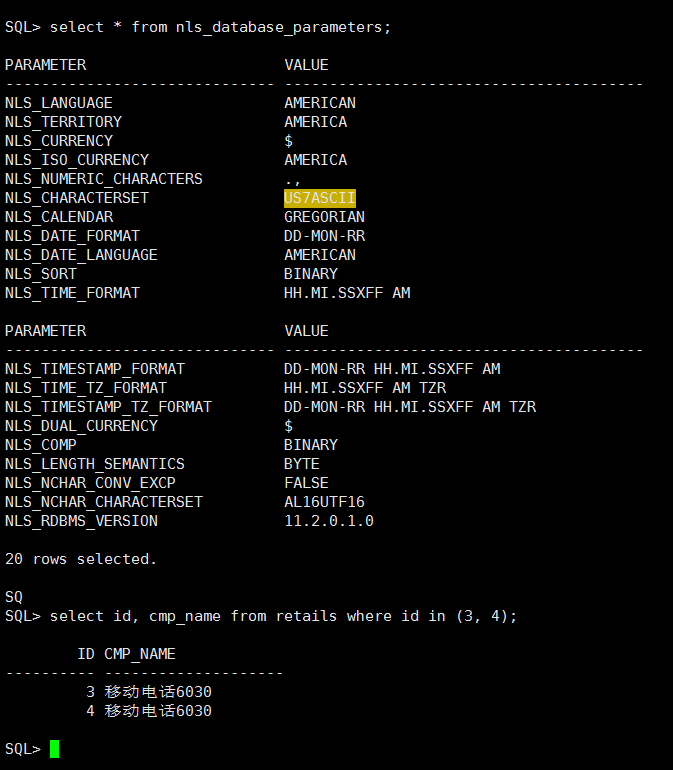 SQL> select * from nls_database_parameters;
PARAMETER                      VALUE
------------------------------ ----------------------------------------
NLS_LANGUAGE                   AMERICAN
NLS_TERRITORY                  AMERICA
NLS_CURRENCY                   $
NLS_ISO_CURRENCY               AMERICA
NLS_NUMERIC_CHARACTERS         .,
NLS_CHARACTERSET               US7ASCII
NLS_CALENDAR                   GREGORIAN
NLS_DATE_FORMAT                DD-MON-RR
NLS_DATE_LANGUAGE              AMERICAN
NLS_SORT                       BINARY
NLS_TIME_FORMAT                HH.MI.SSXFF AM
PARAMETER                      VALUE
------------------------------ ----------------------------------------
NLS_TIMESTAMP_FORMAT           DD-MON-RR HH.MI.SSXFF AM
NLS_TIME_TZ_FORMAT             HH.MI.SSXFF AM TZR
NLS_TIMESTAMP_TZ_FORMAT        DD-MON-RR HH.MI.SSXFF AM TZR
NLS_DUAL_CURRENCY              $
NLS_COMP                       BINARY
NLS_LENGTH_SEMANTICS           BYTE
NLS_NCHAR_CONV_EXCP            FALSE
NLS_NCHAR_CHARACTERSET         AL16UTF16
NLS_RDBMS_VERSION              11.2.0.1.0
20 rows selected.
SQ
SQL> select id, cmp_name from retails where id in (3, 4);
        ID CMP_NAME
---------- --------------------
         3 移动电话6030
         4 移动电话6030
SQL>